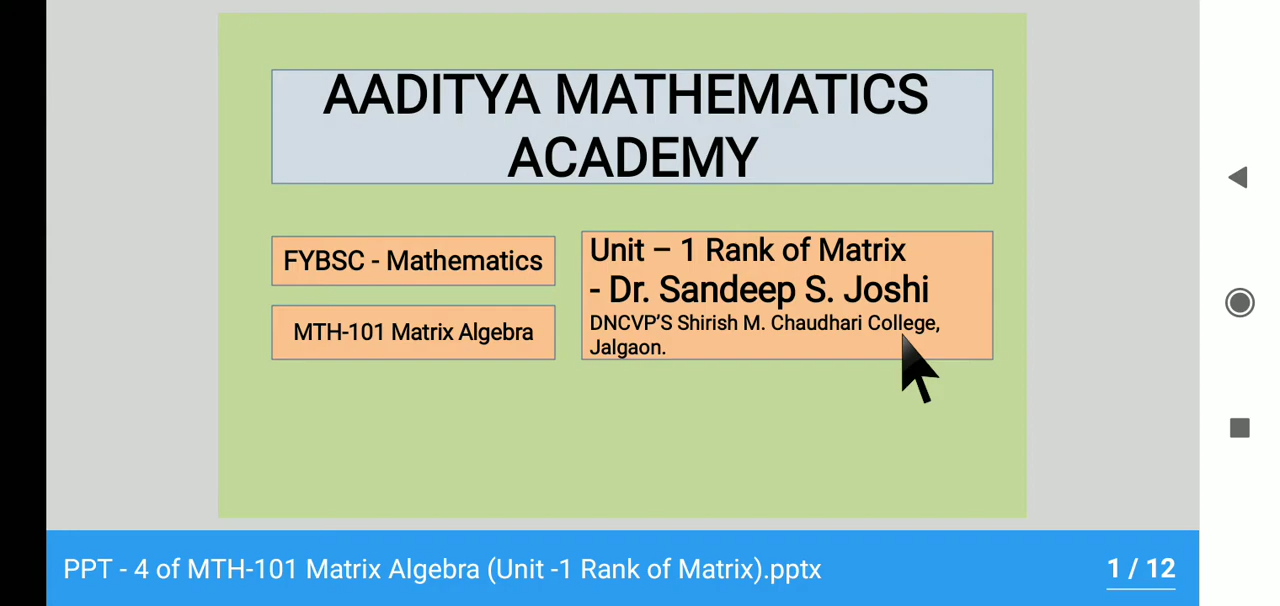 AADITYA MATHEMATICS
ACADEMY
FYBSC - Mathematics
MTH-101 Matrix Algebra
Unit – 1 Rank of Matrix
- Dr. Sandeep S. Joshi
DNCVP’S Shirish M. Chaudhari College,
Jalgaon.
PPT - 4 of MTH-101 Matrix Algebra (Unit -1 Rank of Matrix).pptx
1 / 12